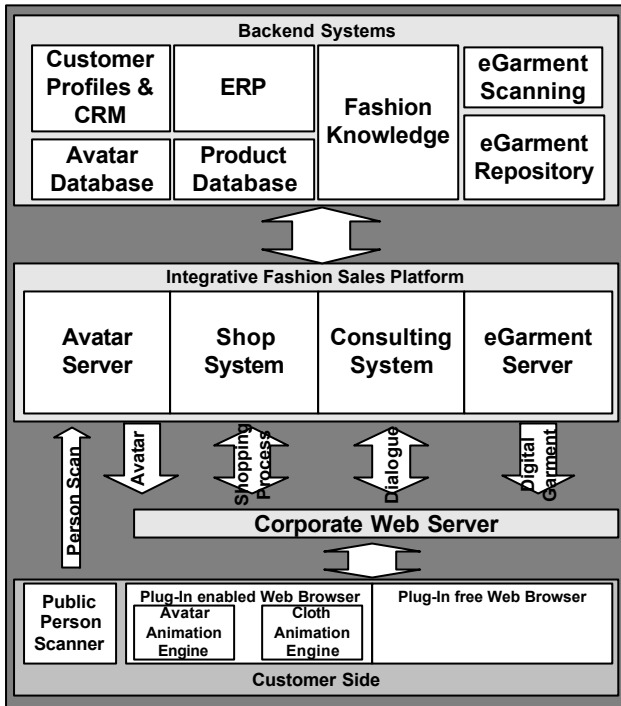 Backend Systems
Customer
Profiles &
CRM
ERP
Fashion
Knowledge
eGarment
Scanning
Avatar
Database
Product
Database
eGarment
Repository
Integrative Fashion Sales Platform
Avatar
Server
Shop
System
Consulting
System
eGarment
Server
Person Scan
Avatar
Shopping
Process
Dialogue
Digital
Garment
Corporate Web Server
Public
Person
Scanner
Plug-In enabled Web Browser
Avatar
Animation
Engine
Cloth
Animation
Engine
Plug-In free Web Browser
Customer Side